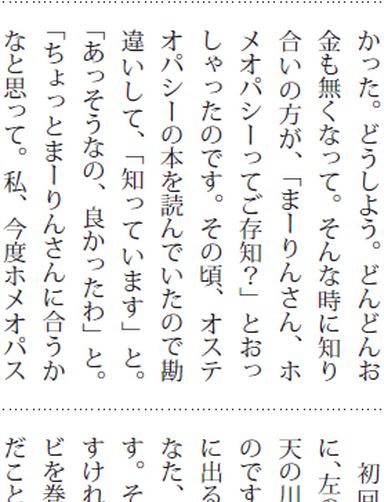 かった。どうしよう。どんどんお
金も無くなって。そんな時に知り
合いの方が、「まーりんさん、ホ
メオパシーってご存知？」とおっ
しゃったのです。その頃、オステ
オパシーの本を読んでいたので勘
違いして、「知っています」と。
「あっそうなの、良かったわ」と。
「ちょっとまーりんさんに合うか
なと思って。私、今度ホメオパス
初回
に、左の
天の川
のです
に出る
なた、
す。そ
すけれ
ビを巻
だこと